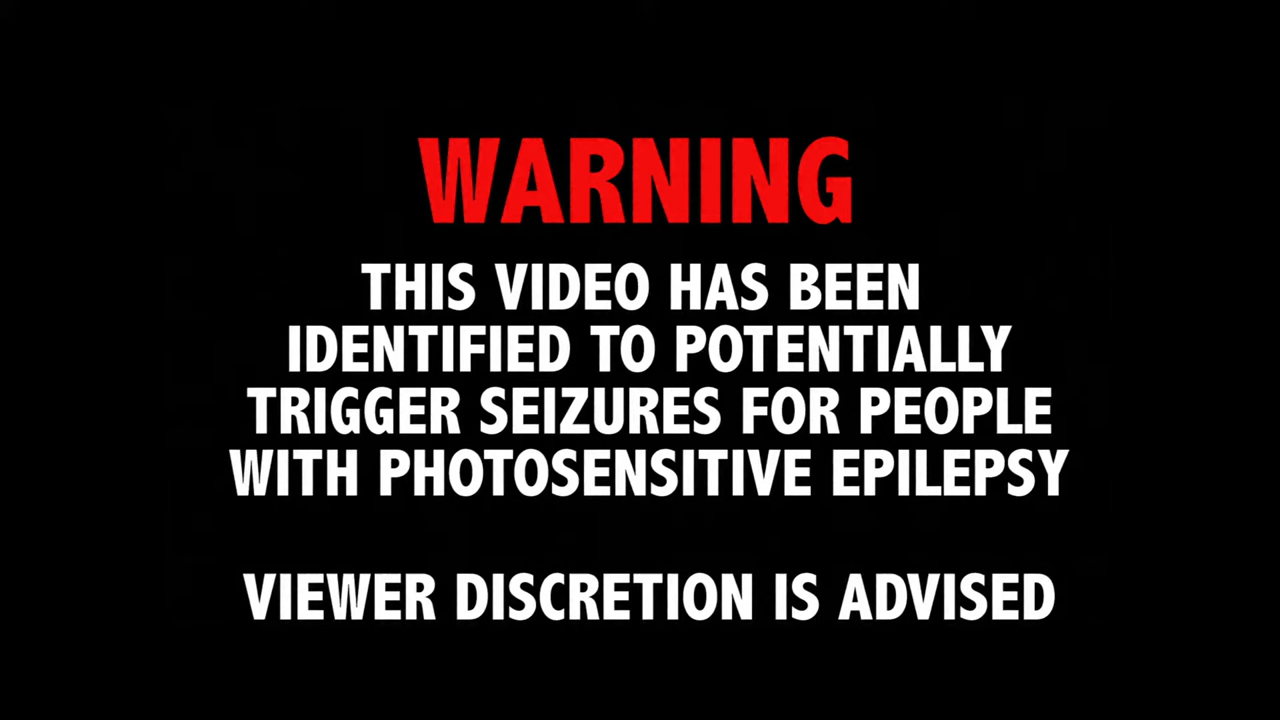 WARNING
THIS VIDEO HAS BEEN
IDENTIFIED TO POTENTIALLY
TRIGGER SEIZURES FOR PEOPLE
WITH PHOTOSENSITIVE EPILEPSY
VIEWER DISCRETION IS ADVISED